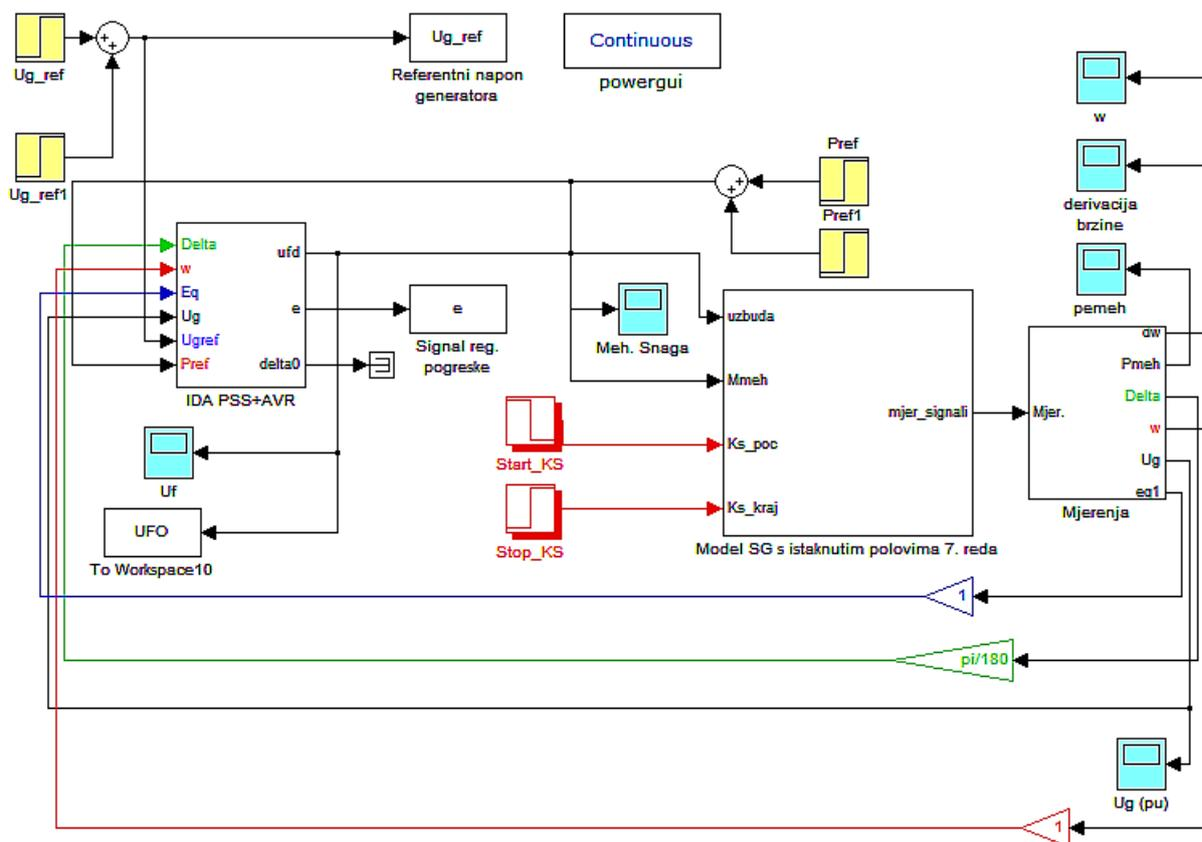 Ug_ref
Ug_ref
Referentni napon
generatora
Continuous
powergui
w
Ug_ref1
Pref
Pref1
derivacija
brzine
Delta
w
Eq
Ug
Ugref
Pref
ufd
e
delta0
IDA PSS+AVR
e
Signal reg.
pogreske
Meh. Snaga
pemeh
uzbuda
Mmeh
Ks_poc
Ks_kraj
mjer_signali
Model SG s istaknutim polovima 7. reda
Mjer.
dw
Pmeh
Delta
w
Ug
eq1
Mjerenja
Start_KS
Stop_KS
Uf
UFO
To Workspace10
1
pi/180
Ug (pu)
1